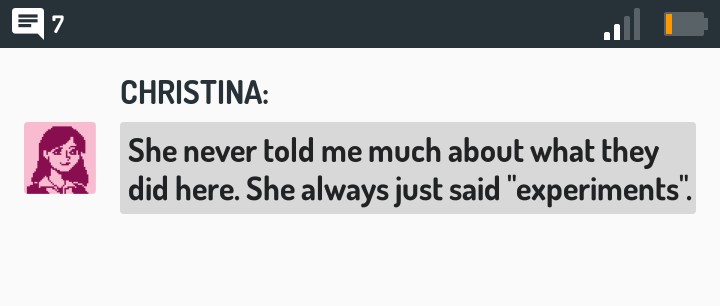 7
CHRISTINA:
She never told me much about what they
did here. She always just said "experiments".